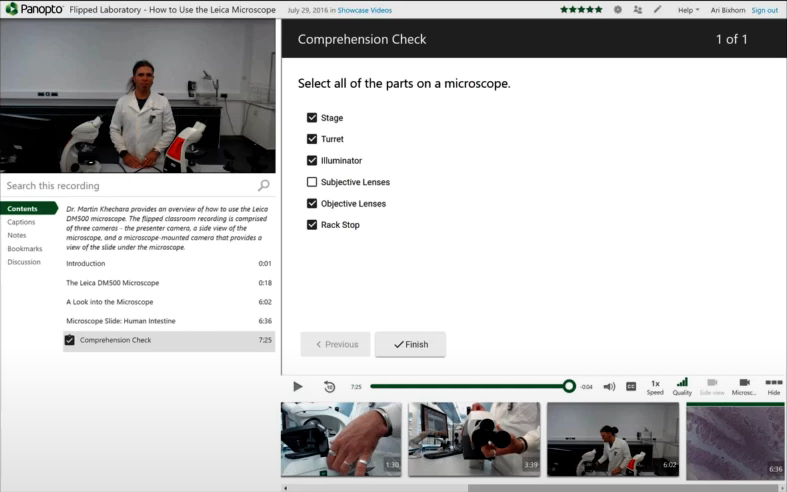 Panopto Flipped Laboratory - How to Use the Leica Microscope July 29, 2016 in Showcase Videos Help Ari Bixhorn Sign out
Comprehension Check 1 of 1
Select all of the parts on a microscope.
Stage
Turret
Illuminator
Subjective Lenses
Objective Lenses
Rack Stop
Previous Finish
Search this recording
Contents
Captions
Notes
Bookmarks
Discussion
Dr. Martin Khechara provides an overview of how to use the Leica
DM500 microscope. The flipped classroom recording is comprised
of three cameras - the presenter camera, a side view of the
microscope, and a microscope-mounted camera that provides a
view of the slide under the microscope.
Introduction 0:01
The Leica DM500 Microscope 0:18
A Look into the Microscope 6:02
Microscope Slide: Human Intestine 6:36
Comprehension Check 7:25
10 7:25 -0:04 CC 1x
Speed Quality Side view Microsc... Hide
1:30 3:39 6:02 6:36